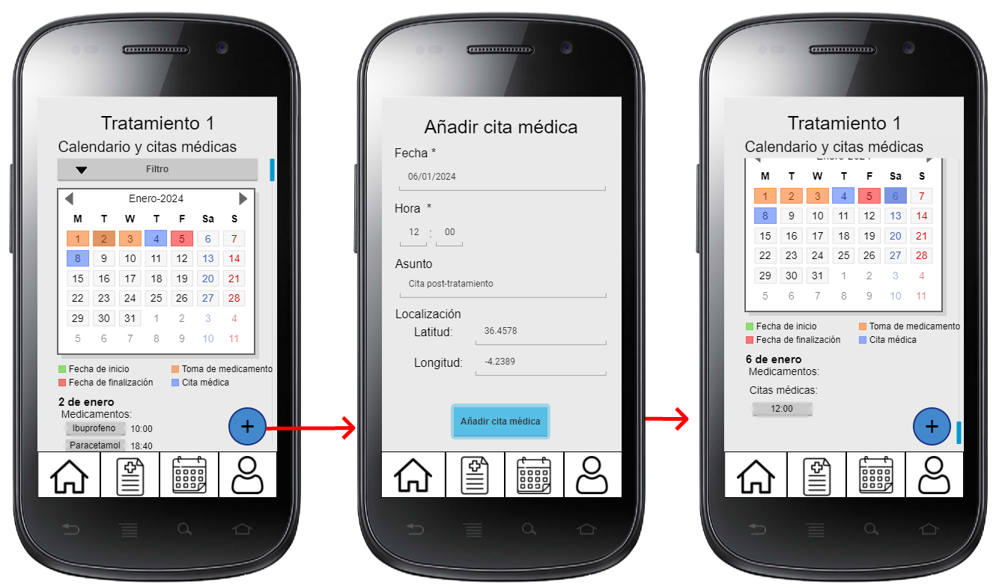 Tratamiento 1
Calendario y citas médicas
Filtro
Enero-2024
M T W T F Sa S
1 2 3 4 5 6 7
8 9 10 11 12 13 14
15 16 17 18 19 20 21
22 23 24 25 26 27 28
29 30 31 1 2 3 4
5 6 7 8 9 10 11
Fecha de inicio Toma de medicamento
Fecha de finalización Cita médica
2 de enero
Medicamentos:
Ibuprofeno 10:00
Paracetamol 18:40
+
Añadir cita médica
Fecha *
06/01/2024
Hora *
12 : 00
Asunto
Cita post-tratamiento
Localización
Latitud: 36.4578
Longitud: -4.2389
Añadir cita médica
Tratamiento 1
Calendario y citas médicas
Enero-2024
M T W T F Sa S
1 2 3 4 5 6 7
8 9 10 11 12 13 14
15 16 17 18 19 20 21
22 23 24 25 26 27 28
29 30 31 1 2 3 4
5 6 7 8 9 10 11
Fecha de inicio Toma de medicamento
Fecha de finalización Cita médica
6 de enero
Medicamentos:
Citas médicas:
12:00
+